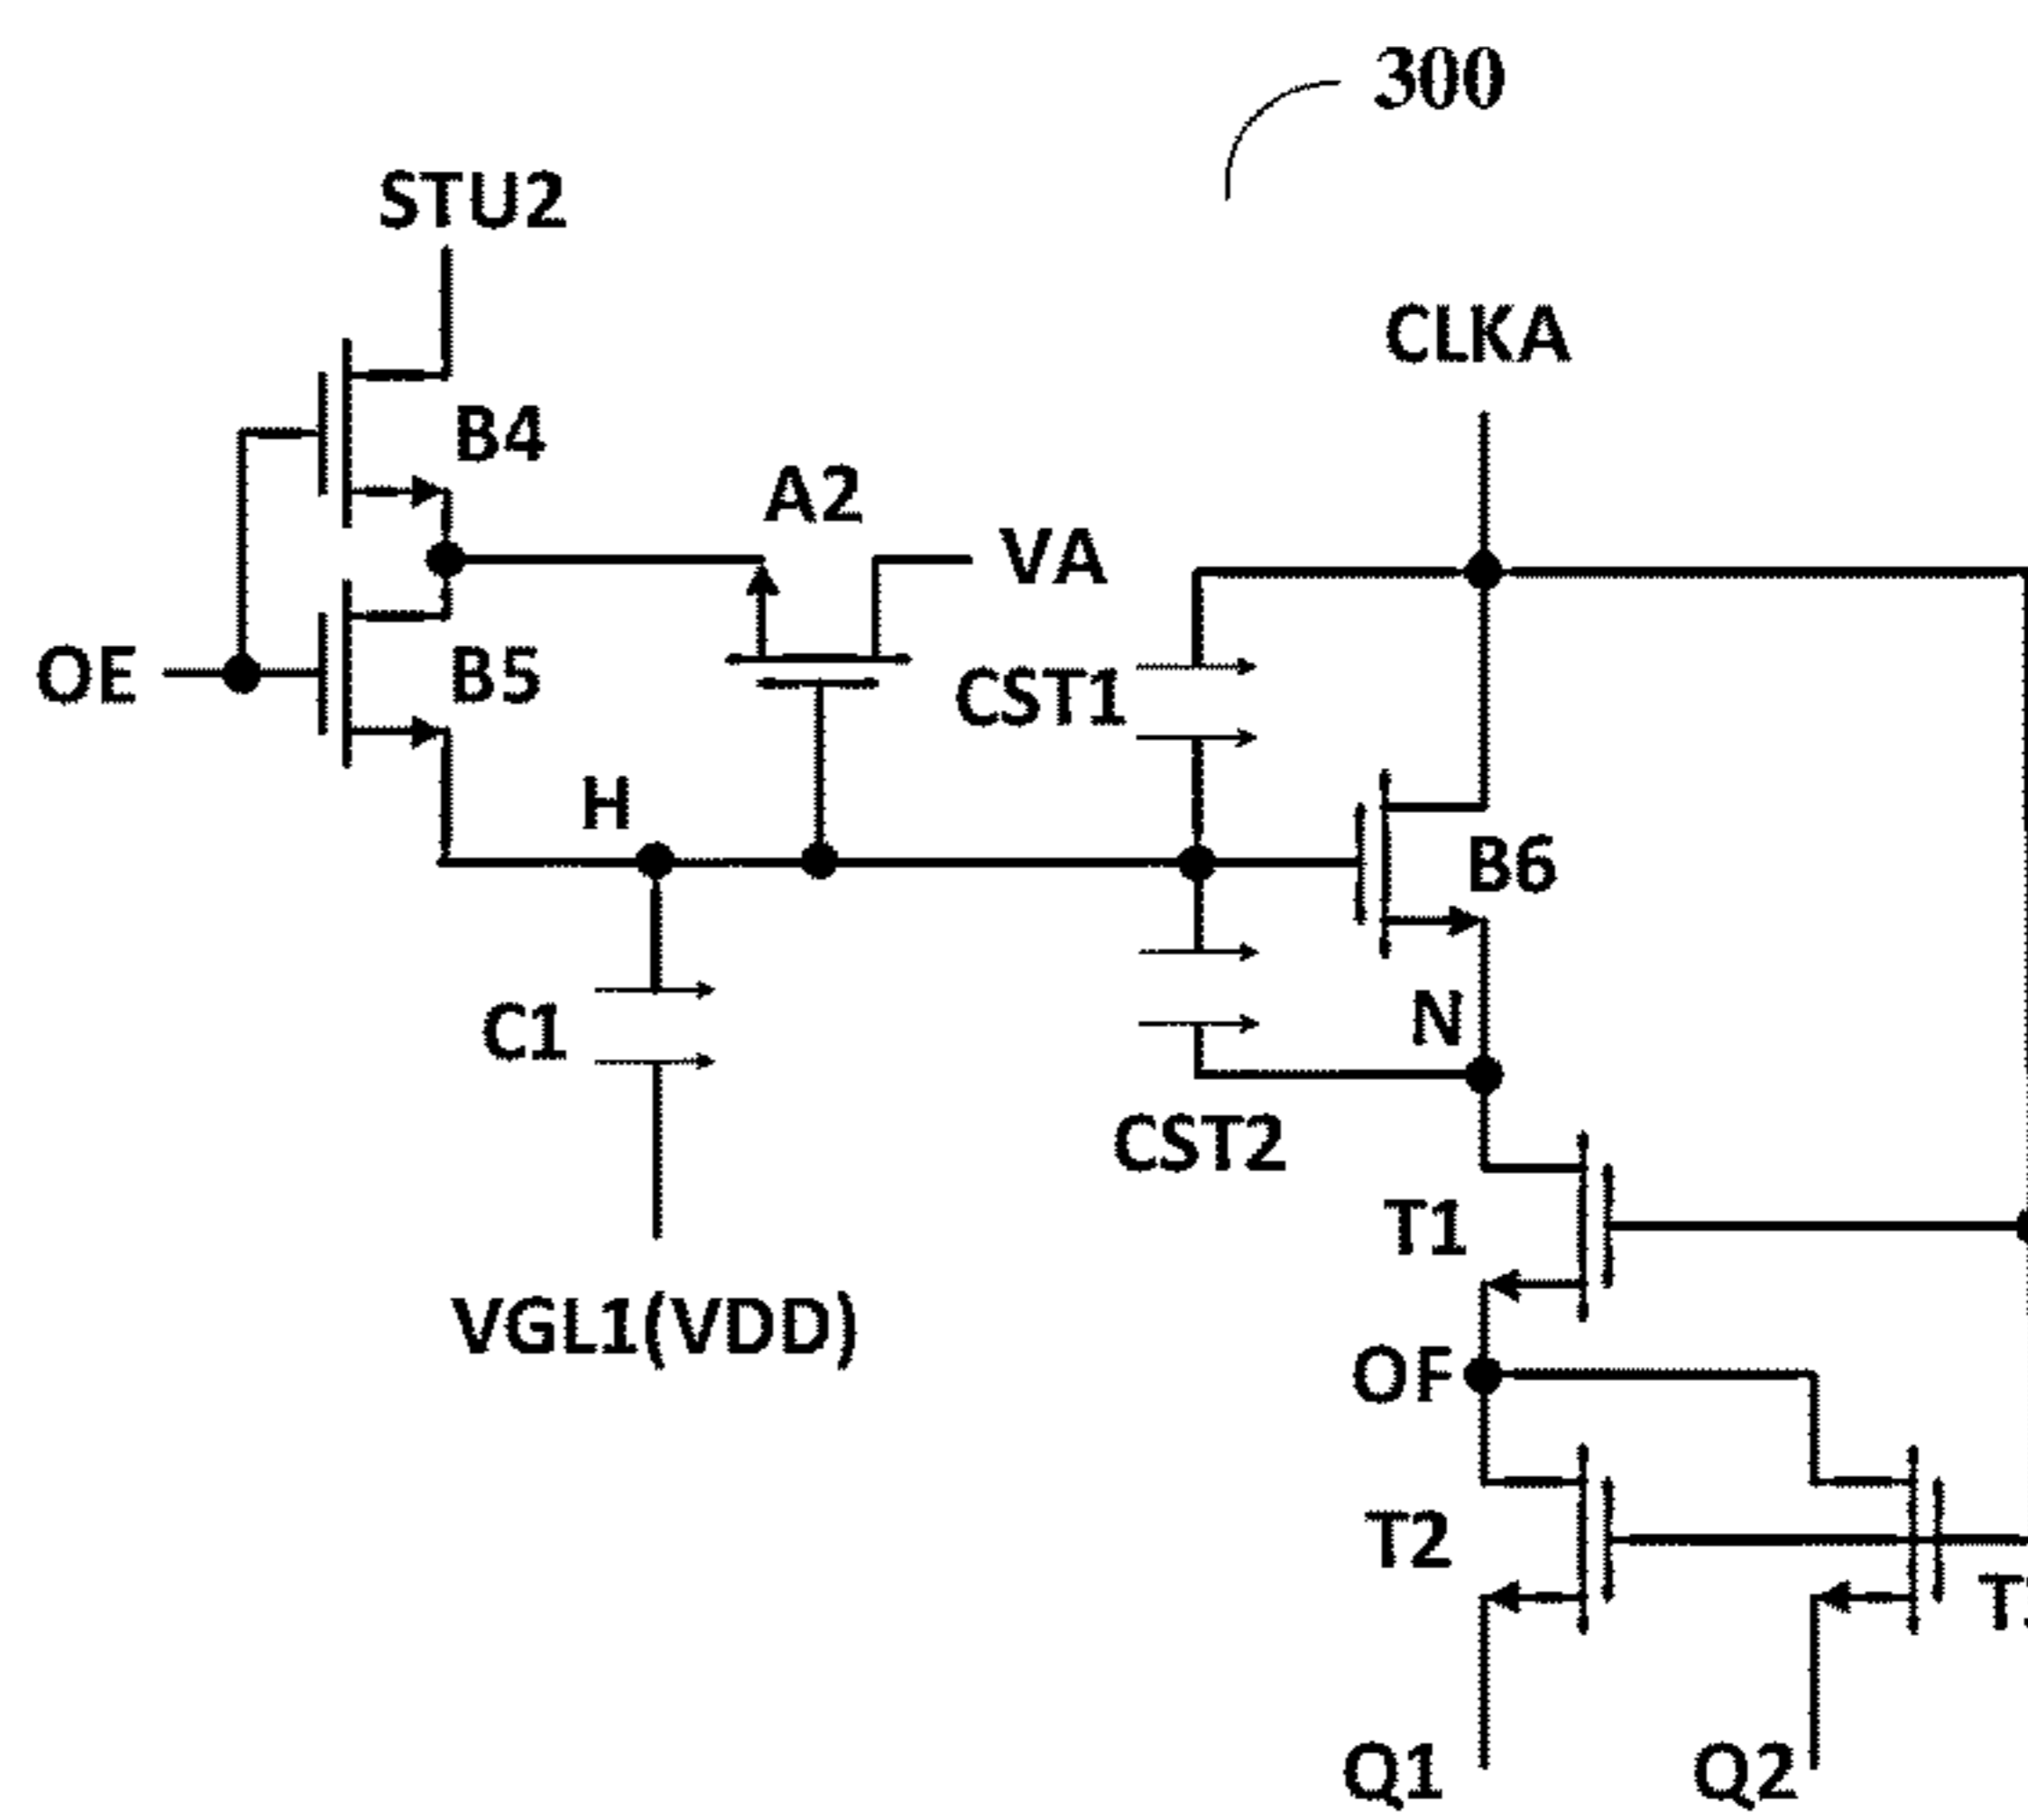 300
STU2
CLKA
B4
A2
VA
OE
B5
CST1
H
B6
C1
N
CST2
VGL1(VDD)
T1
OF
T2
Q1
Q2